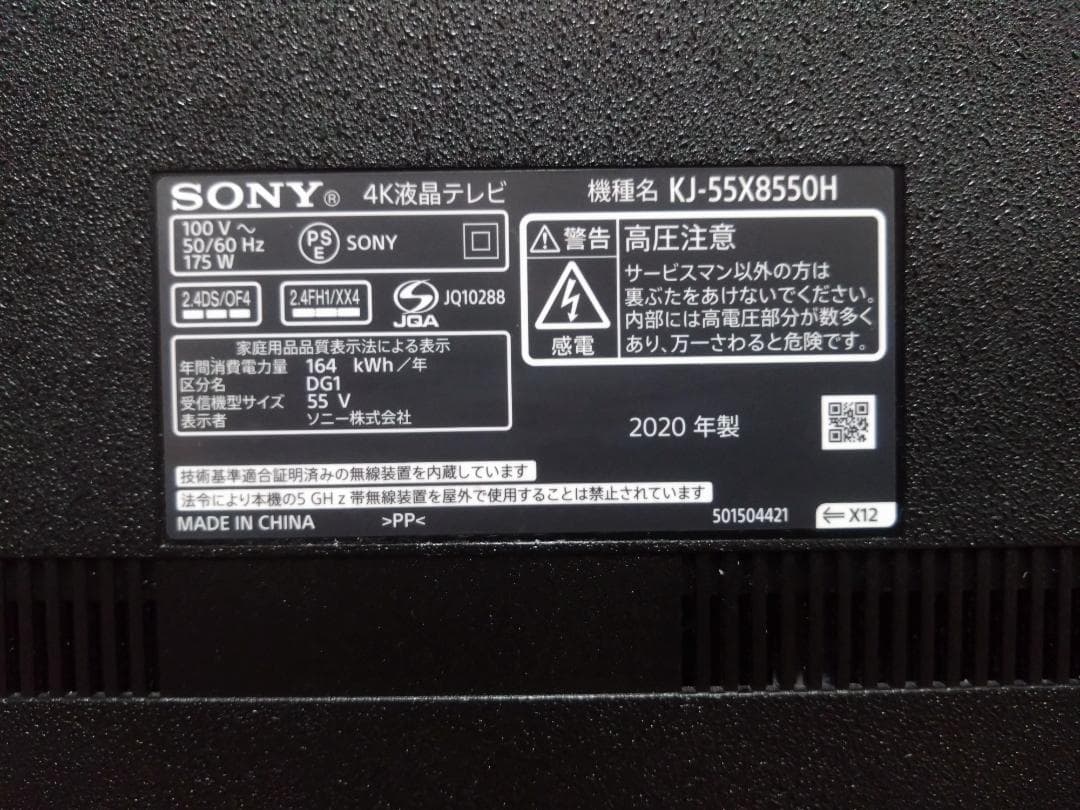 SONY® 4K液晶テレビ 機種名 KJ-55X8550H
100 V ～
50/60 Hz
175 W
PS
E
SONY
2.4DS/OF4
2.4FH1/XX4
JQA
JQ10288
家庭用品品質表示法による表示
年間消費電力量 164 kWh／年
区分名 DG1
受信機型サイズ 55 V
表示者 ソニー株式会社
警告
高圧注意
感電
サービスマン以外の方は
裏ぶたをあけないでください。
内部には高電圧部分が数多く
あり、万一さわると危険です。
2020 年製
技術基準適合証明済みの無線装置を内蔵しています
法令により本機の5 GHz帯無線装置を屋外で使用することは禁止されています
MADE IN CHINA >PP< 501504421 ⇐ X12